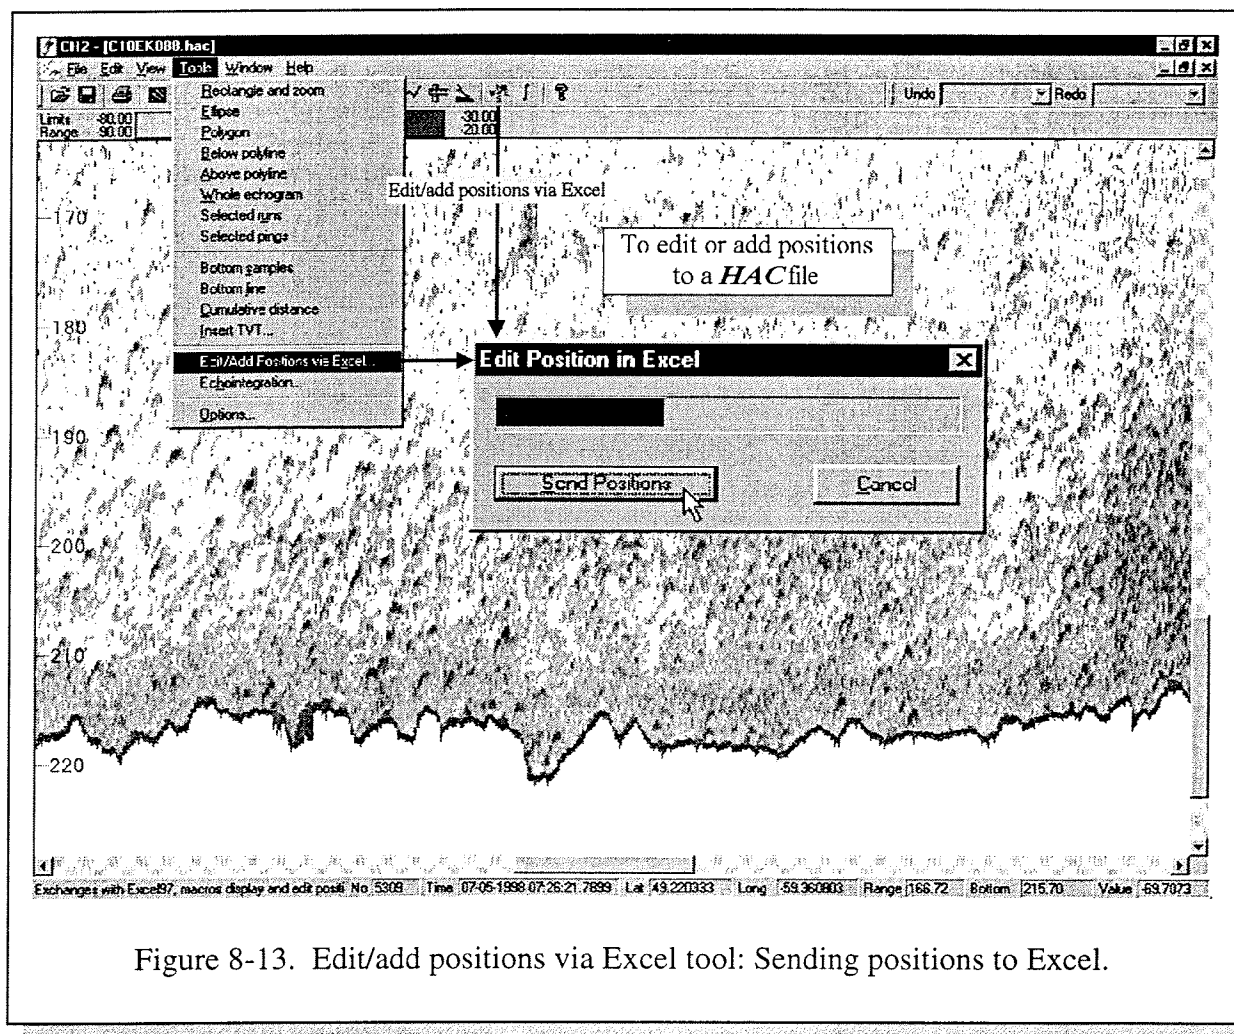 CH2 - [C10EK088.hac]
File Edit View Tools Window Help
Undo Redo
Limits -80.00 -30.00
Range -90.00 -20.00
Rectangle and zoom
Ellipse
Polygon
Below polyline
Above polyline
Whole echogram
Selected runs
Selected pings
Bottom samples
Bottom line
Cumulative distance
Insert TVT...
Edit/Add Positions via Excel...
Echointegration...
Options...
Edit/add positions via Excel
To edit or add positions
to a HAC file
Edit Position in Excel
Send Positions
Cancel
170
180
190
200
210
220
Exchanges with Excel97, macros display and edit positi No 5309 Time 07-05-1998 07:26:21.7899 Lat 49.220333 Long -59.360803 Range 166.72 Bottom 215.70 Value -69.7073
Figure 8-13. Edit/add positions via Excel tool: Sending positions to Excel.